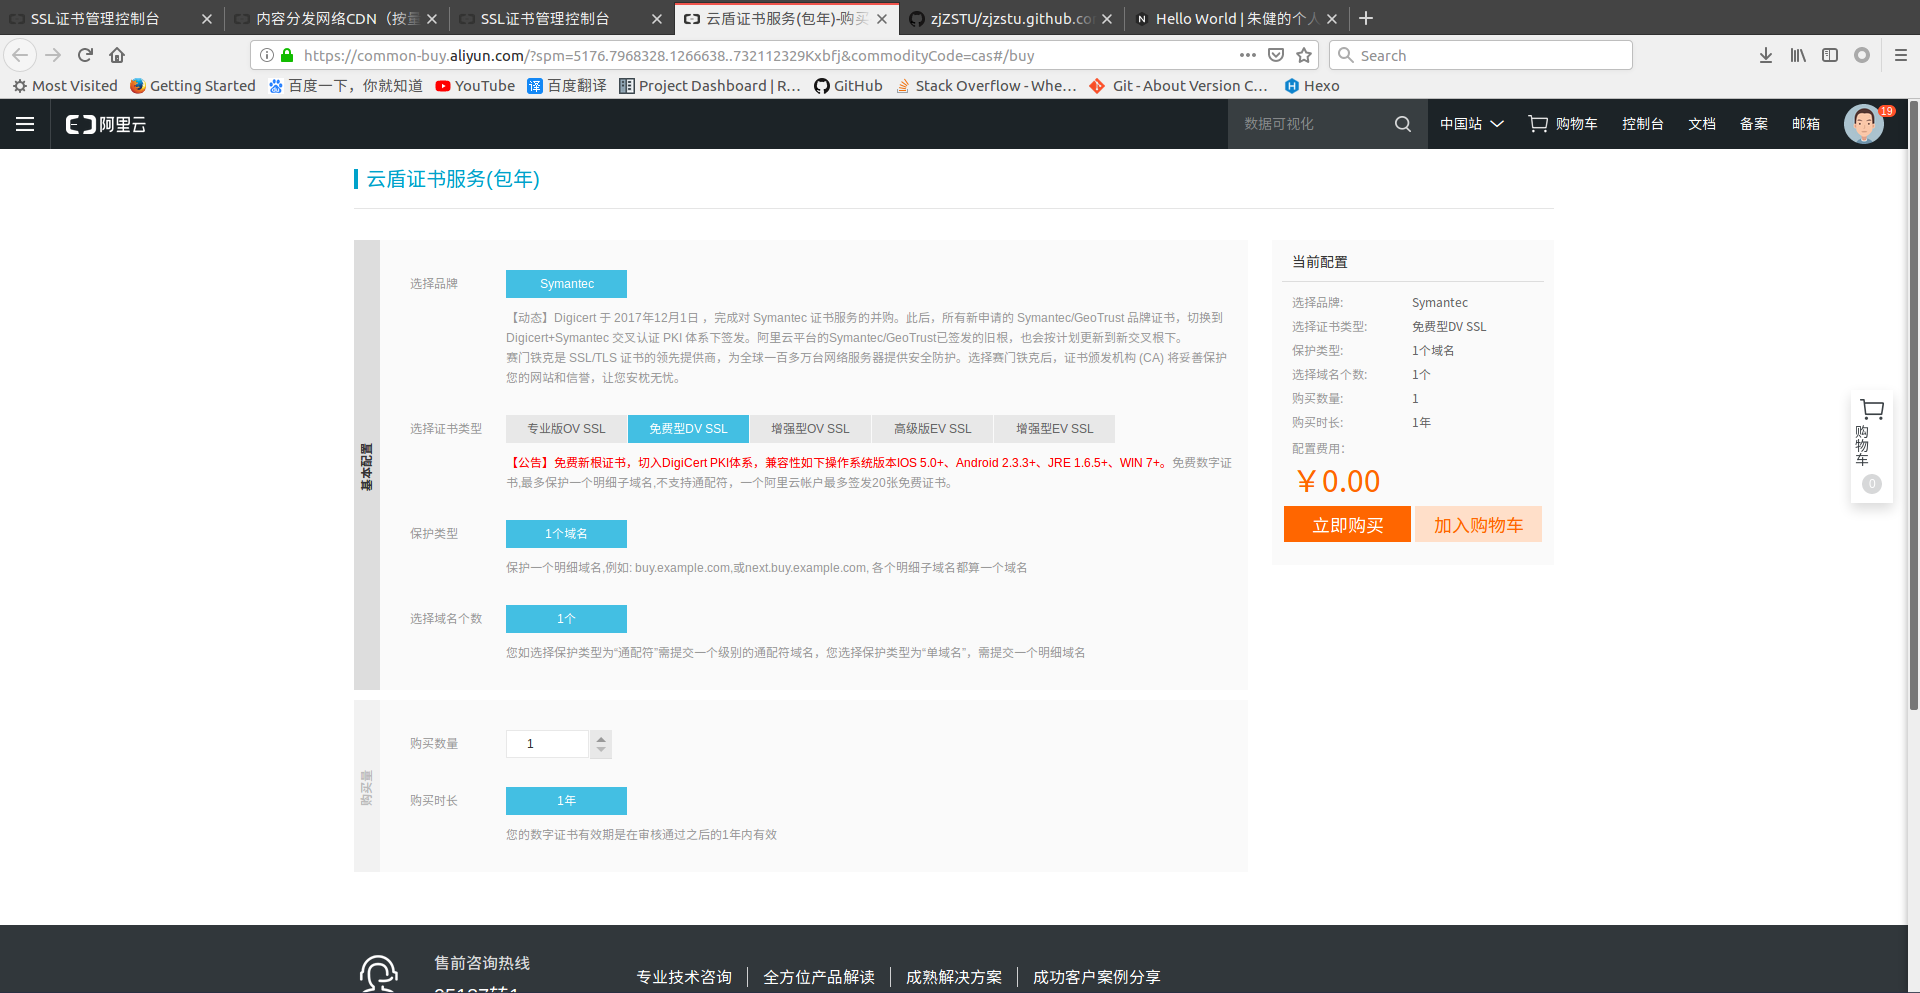 SSL证书管理控制台
内容分发网络CDN（按量
SSL证书管理控制台
云盾证书服务(包年)-购买
zjZSTU/zjzstu.github.co
Hello World | 朱健的个人
https://common-buy.aliyun.com/?spm=5176.7968328.1266638..732112329Kxbfj&commodityCode=cas#/buy
Search
Most Visited
Getting Started
百度一下，你就知道
YouTube
百度翻译
Project Dashboard | R...
GitHub
Stack Overflow - Whe...
Git - About Version C...
Hexo
阿里云
数据可视化
中国站
购物车
控制台
文档
备案
邮箱
19
云盾证书服务(包年)
基本配置
选择品牌
Symantec
【动态】Digicert 于 2017年12月1日 ，完成对 Symantec 证书服务的并购。此后，所有新申请的 Symantec/GeoTrust 品牌证书，切换到
Digicert+Symantec 交叉认证 PKI 体系下签发。阿里云平台的Symantec/GeoTrust已签发的旧根，也会按计划更新到新交叉根下。
赛门铁克是 SSL/TLS 证书的领先提供商，为全球一百多万台网络服务器提供安全防护。选择赛门铁克后，证书颁发机构 (CA) 将妥善保护
您的网站和信誉，让您安枕无忧。
选择证书类型
专业版OV SSL
免费型DV SSL
增强型OV SSL
高级版EV SSL
增强型EV SSL
【公告】免费新根证书，切入DigiCert PKI体系，兼容性如下操作系统版本IOS 5.0+、Android 2.3.3+、JRE 1.6.5+、WIN 7+。免费数字证
书,最多保护一个明细子域名,不支持通配符，一个阿里云帐户最多签发20张免费证书。
保护类型
1个域名
保护一个明细域名,例如: buy.example.com,或next.buy.example.com, 各个明细子域名都算一个域名
选择域名个数
1个
您如选择保护类型为“通配符”需提交一个级别的通配符域名，您选择保护类型为“单域名”，需提交一个明细域名
购买量
购买数量
1
购买时长
1年
您的数字证书有效期是在审核通过之后的1年内有效
当前配置
选择品牌: Symantec
选择证书类型: 免费型DV SSL
保护类型: 1个域名
选择域名个数: 1个
购买数量: 1
购买时长: 1年
配置费用:
￥0.00
立即购买
加入购物车
购物车
0
售前咨询热线
95187转1
专业技术咨询
全方位产品解读
成熟解决方案
成功客户案例分享